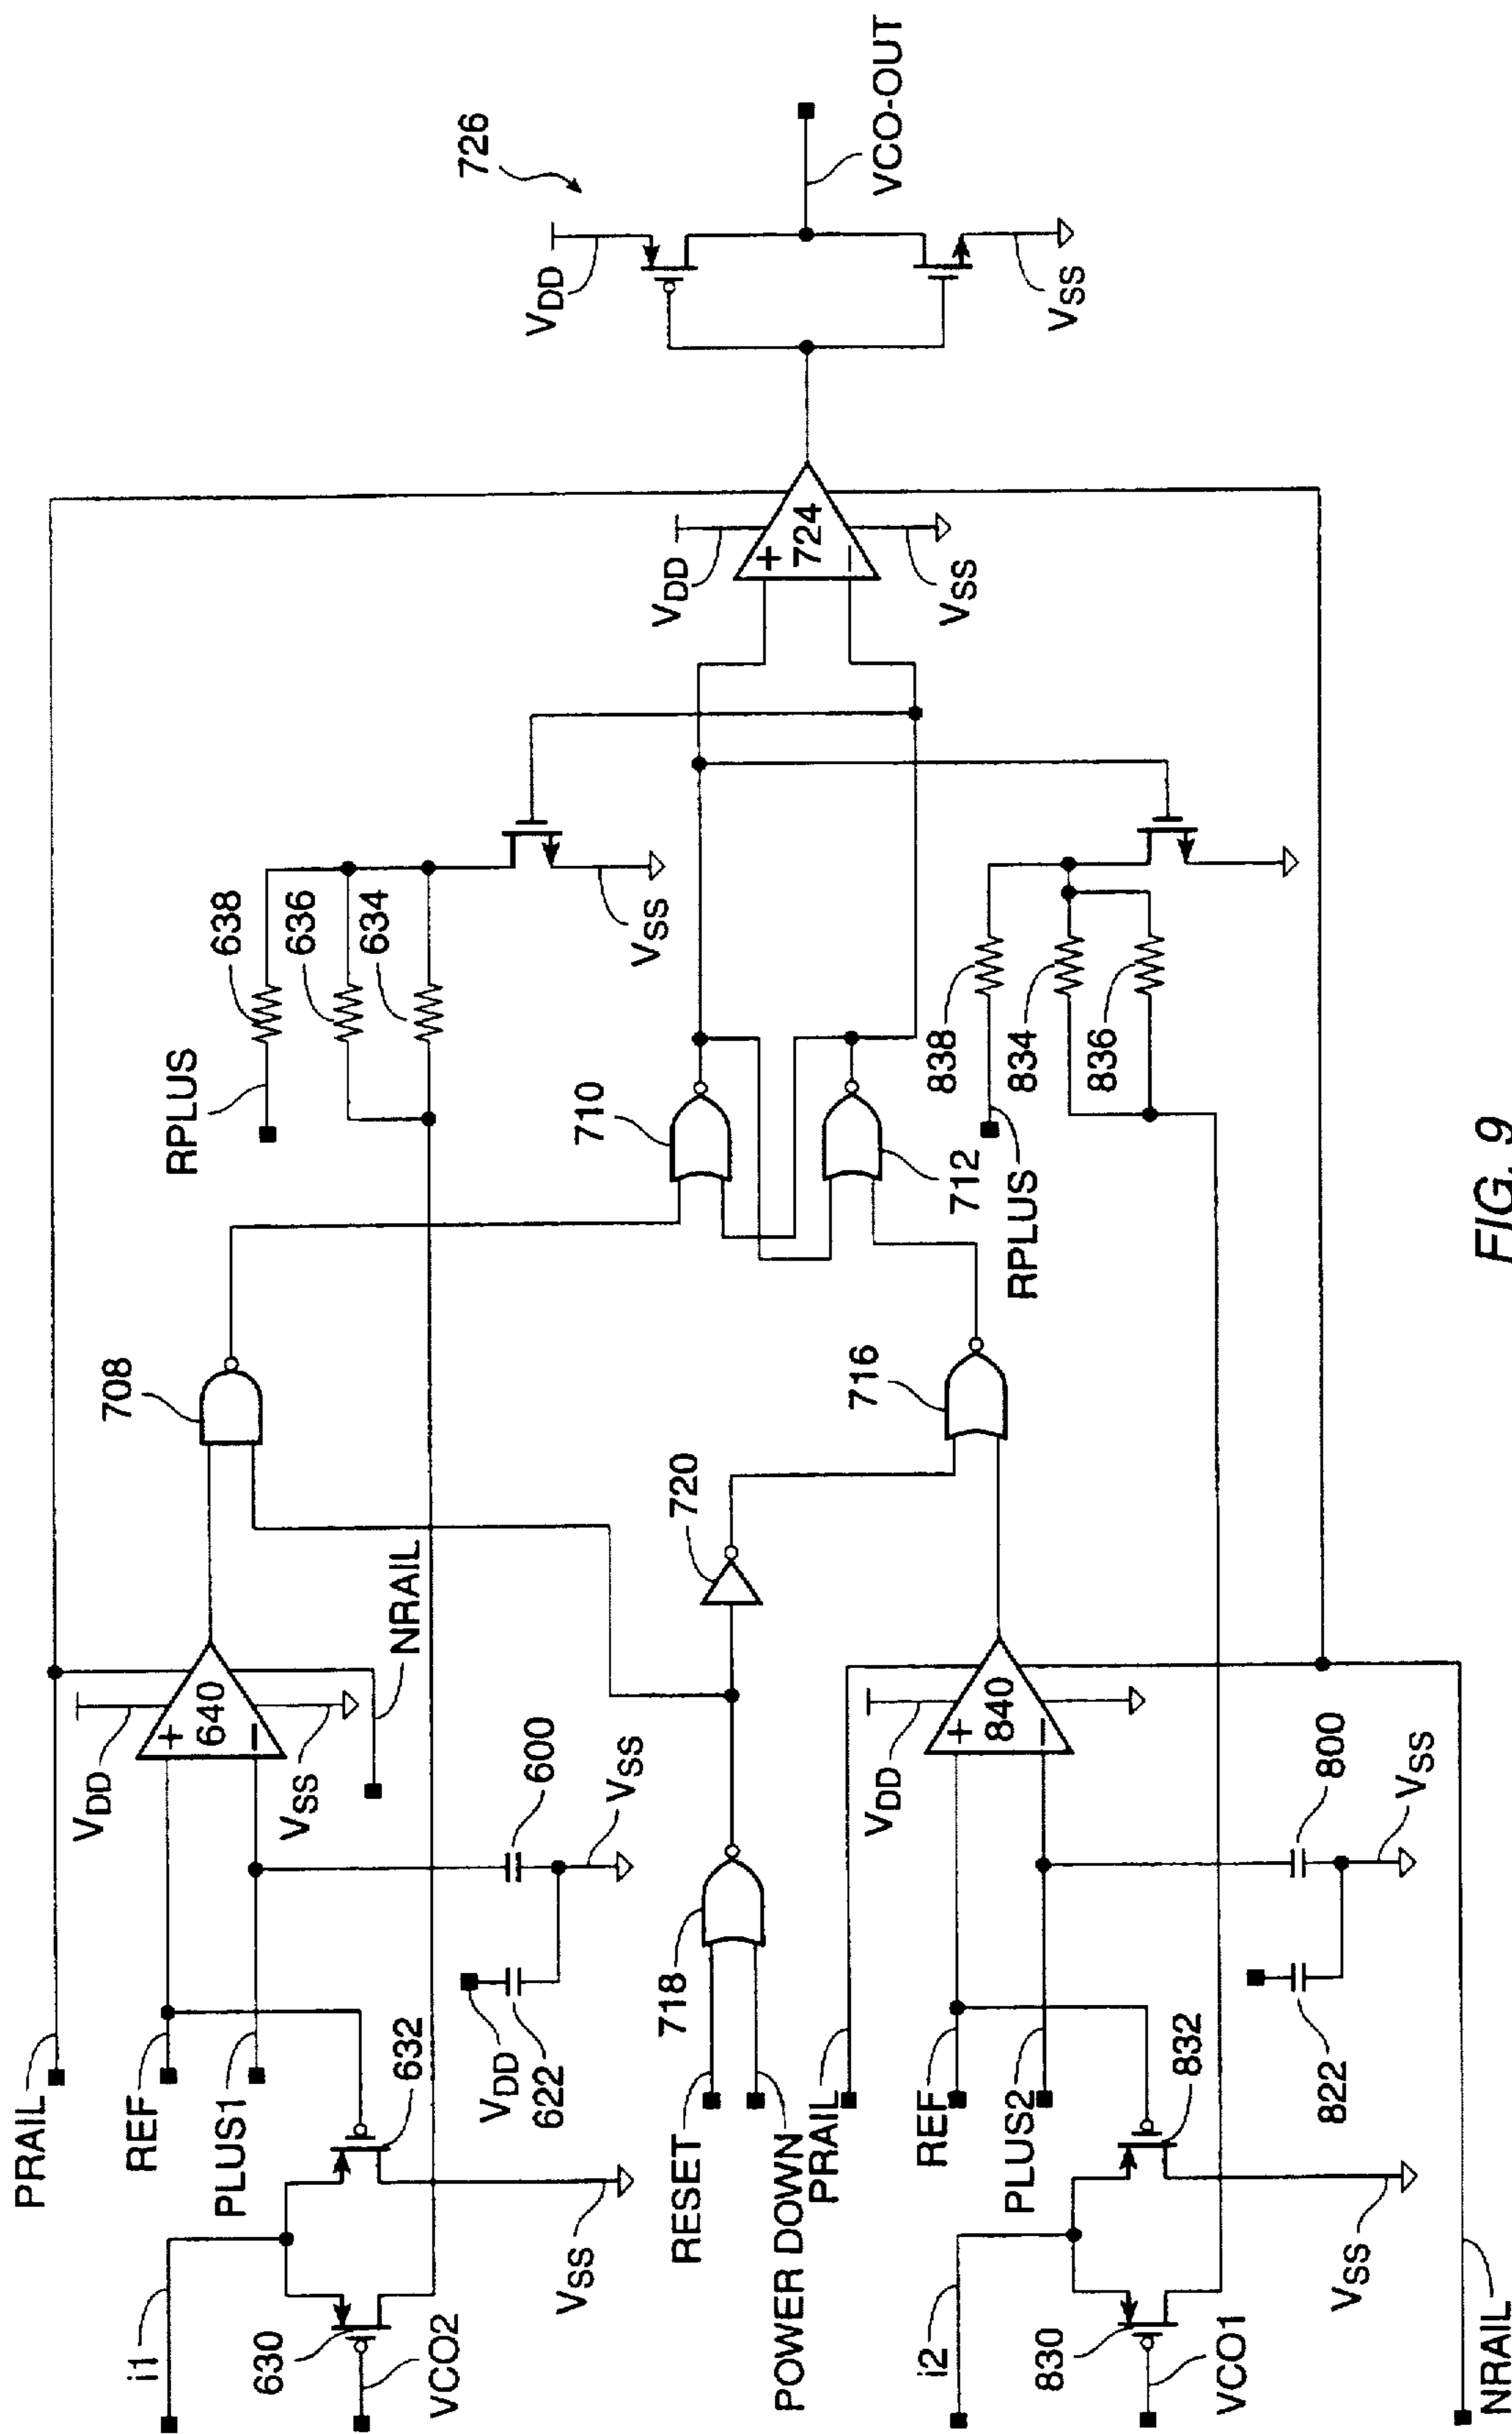 PRAIL
REF
PLUS1
i1
630
VCO2
632
VSS
VDD
622
600
VSS
VDD
+
640
−
VSS
NRAIL
708
RPLUS
638
636
634
VSS
RESET
POWER DOWN
718
720
716
710
712
VDD
+
724
−
VSS
726
VDD
VSS
VCO-OUT
PRAIL
REF
PLUS2
i2
830
VCO1
832
VSS
NRAIL
822
800
VSS
VDD
+
840
−
RPLUS
838
834
836
FIG. 9